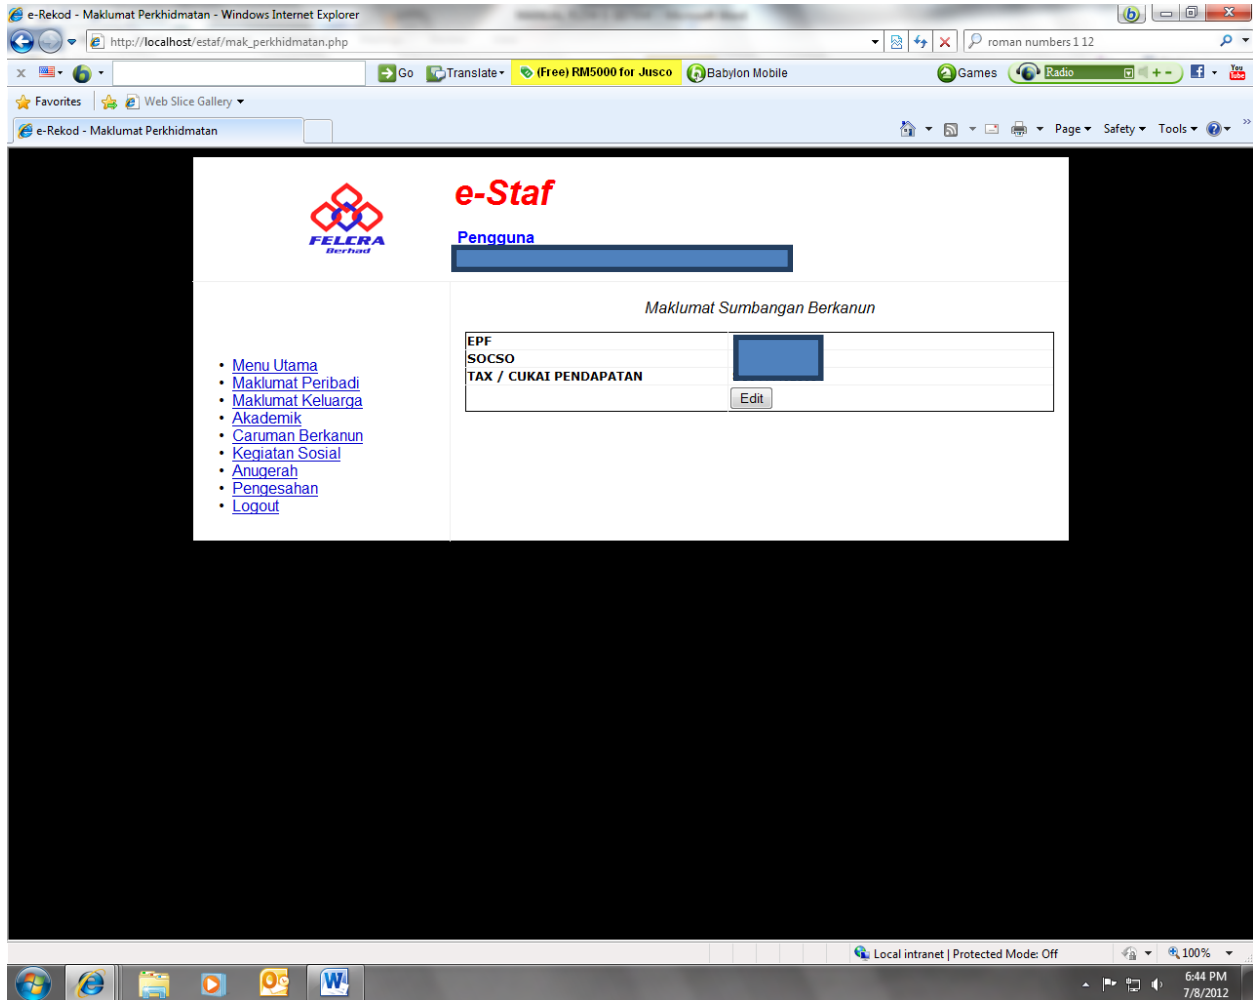 e-Rekod - Maklumat Perkhidmatan - Windows Internet Explorer
http://localhost/estaf/mak_perkhidmatan.php
roman numbers 1 12
x
Go
Translate
(Free) RM5000 for Jusco
Babylon Mobile
Games
Radio
You Tube
Favorites
Web Slice Gallery
e-Rekod - Maklumat Perkhidmatan
Page
Safety
Tools
FELCRA
Berhad
e-Staf
Pengguna
Maklumat Sumbangan Berkanun
EPF
SOCSO
TAX / CUKAI PENDAPATAN
Edit
• Menu Utama
• Maklumat Peribadi
• Maklumat Keluarga
• Akademik
• Caruman Berkanun
• Kegiatan Sosial
• Anugerah
• Pengesahan
• Logout
Local intranet | Protected Mode: Off
100%
6:44 PM
7/8/2012